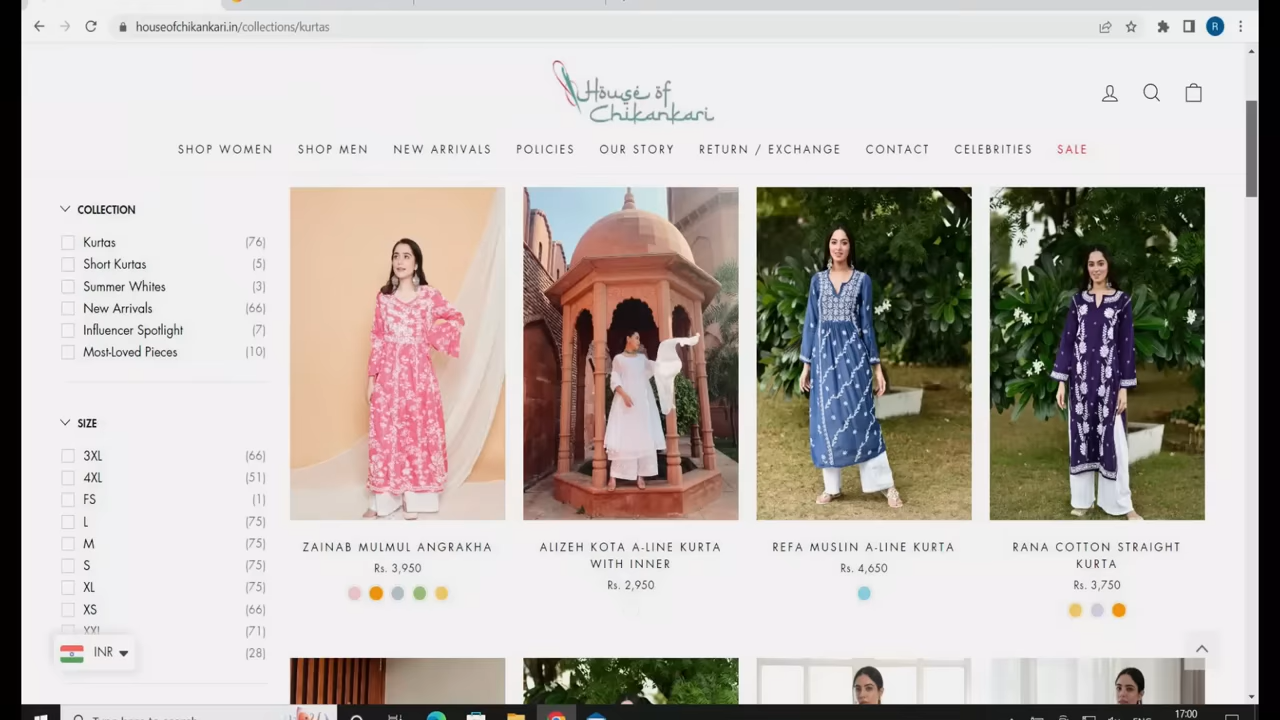 houseofchikankari.in/collections/kurtas
R
House of
Chikankari
SHOP WOMEN SHOP MEN NEW ARRIVALS POLICIES OUR STORY RETURN / EXCHANGE CONTACT CELEBRITIES SALE
COLLECTION
Kurtas (76)
Short Kurtas (5)
Summer Whites (3)
New Arrivals (66)
Influencer Spotlight (7)
Most-Loved Pieces (10)
SIZE
3XL (66)
4XL (51)
FS (1)
L (75)
M (75)
S (75)
XL (75)
XS (66)
XXL (71)
(28)
INR
ZAINAB MULMUL ANGRAKHA
Rs. 3,950
ALIZEH KOTA A-LINE KURTA
WITH INNER
Rs. 2,950
REFA MUSLIN A-LINE KURTA
Rs. 4,650
RANA COTTON STRAIGHT
KURTA
Rs. 3,750
17:00